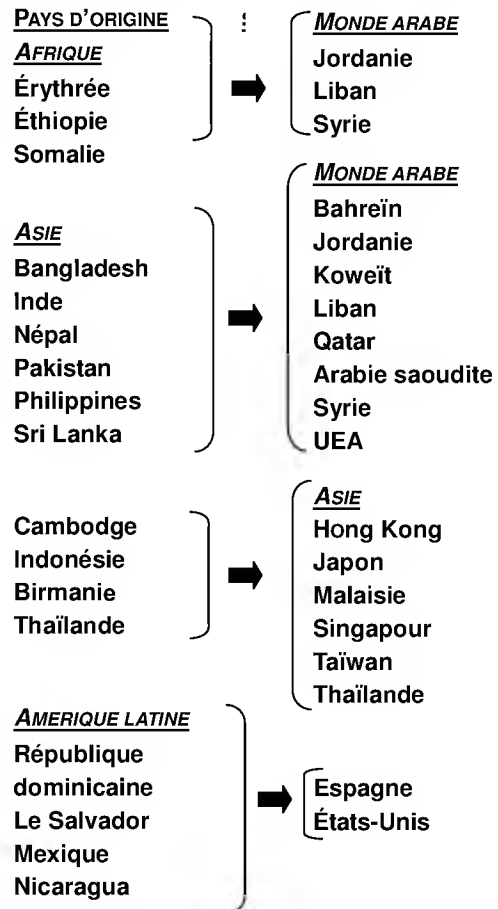 PAYS D'ORIGINE
AFRIQUE
Érythrée
Éthiopie
Somalie
MONDE ARABE
Jordanie
Liban
Syrie
ASIE
Bangladesh
Inde
Népal
Pakistan
Philippines
Sri Lanka
MONDE ARABE
Bahreïn
Jordanie
Koweït
Liban
Qatar
Arabie saoudite
Syrie
UEA
Cambodge
Indonésie
Birmanie
Thaïlande
ASIE
Hong Kong
Japon
Malaisie
Singapour
Taïwan
Thaïlande
AMERIQUE LATINE
République
dominicaine
Le Salvador
Mexique
Nicaragua
Espagne
États-Unis